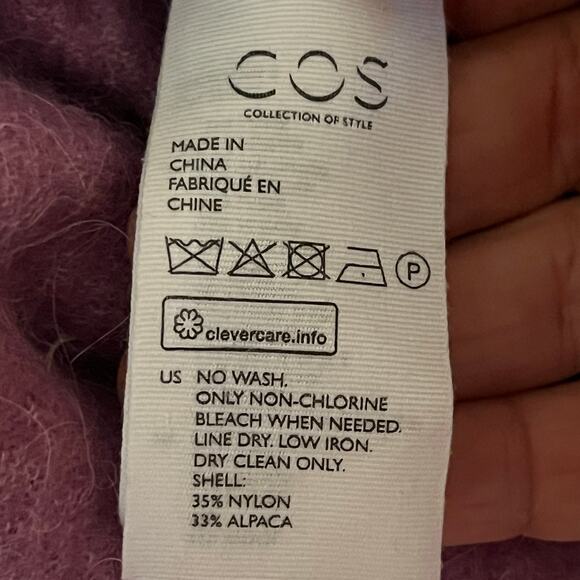 COS
COLLECTION OF STYLE
MADE IN
CHINA
FABRIQUÉ EN
CHINE
P
clevercare.info
US NO WASH.
ONLY NON-CHLORINE
BLEACH WHEN NEEDED.
LINE DRY. LOW IRON.
DRY CLEAN ONLY.
SHELL:
35% NYLON
33% ALPACA